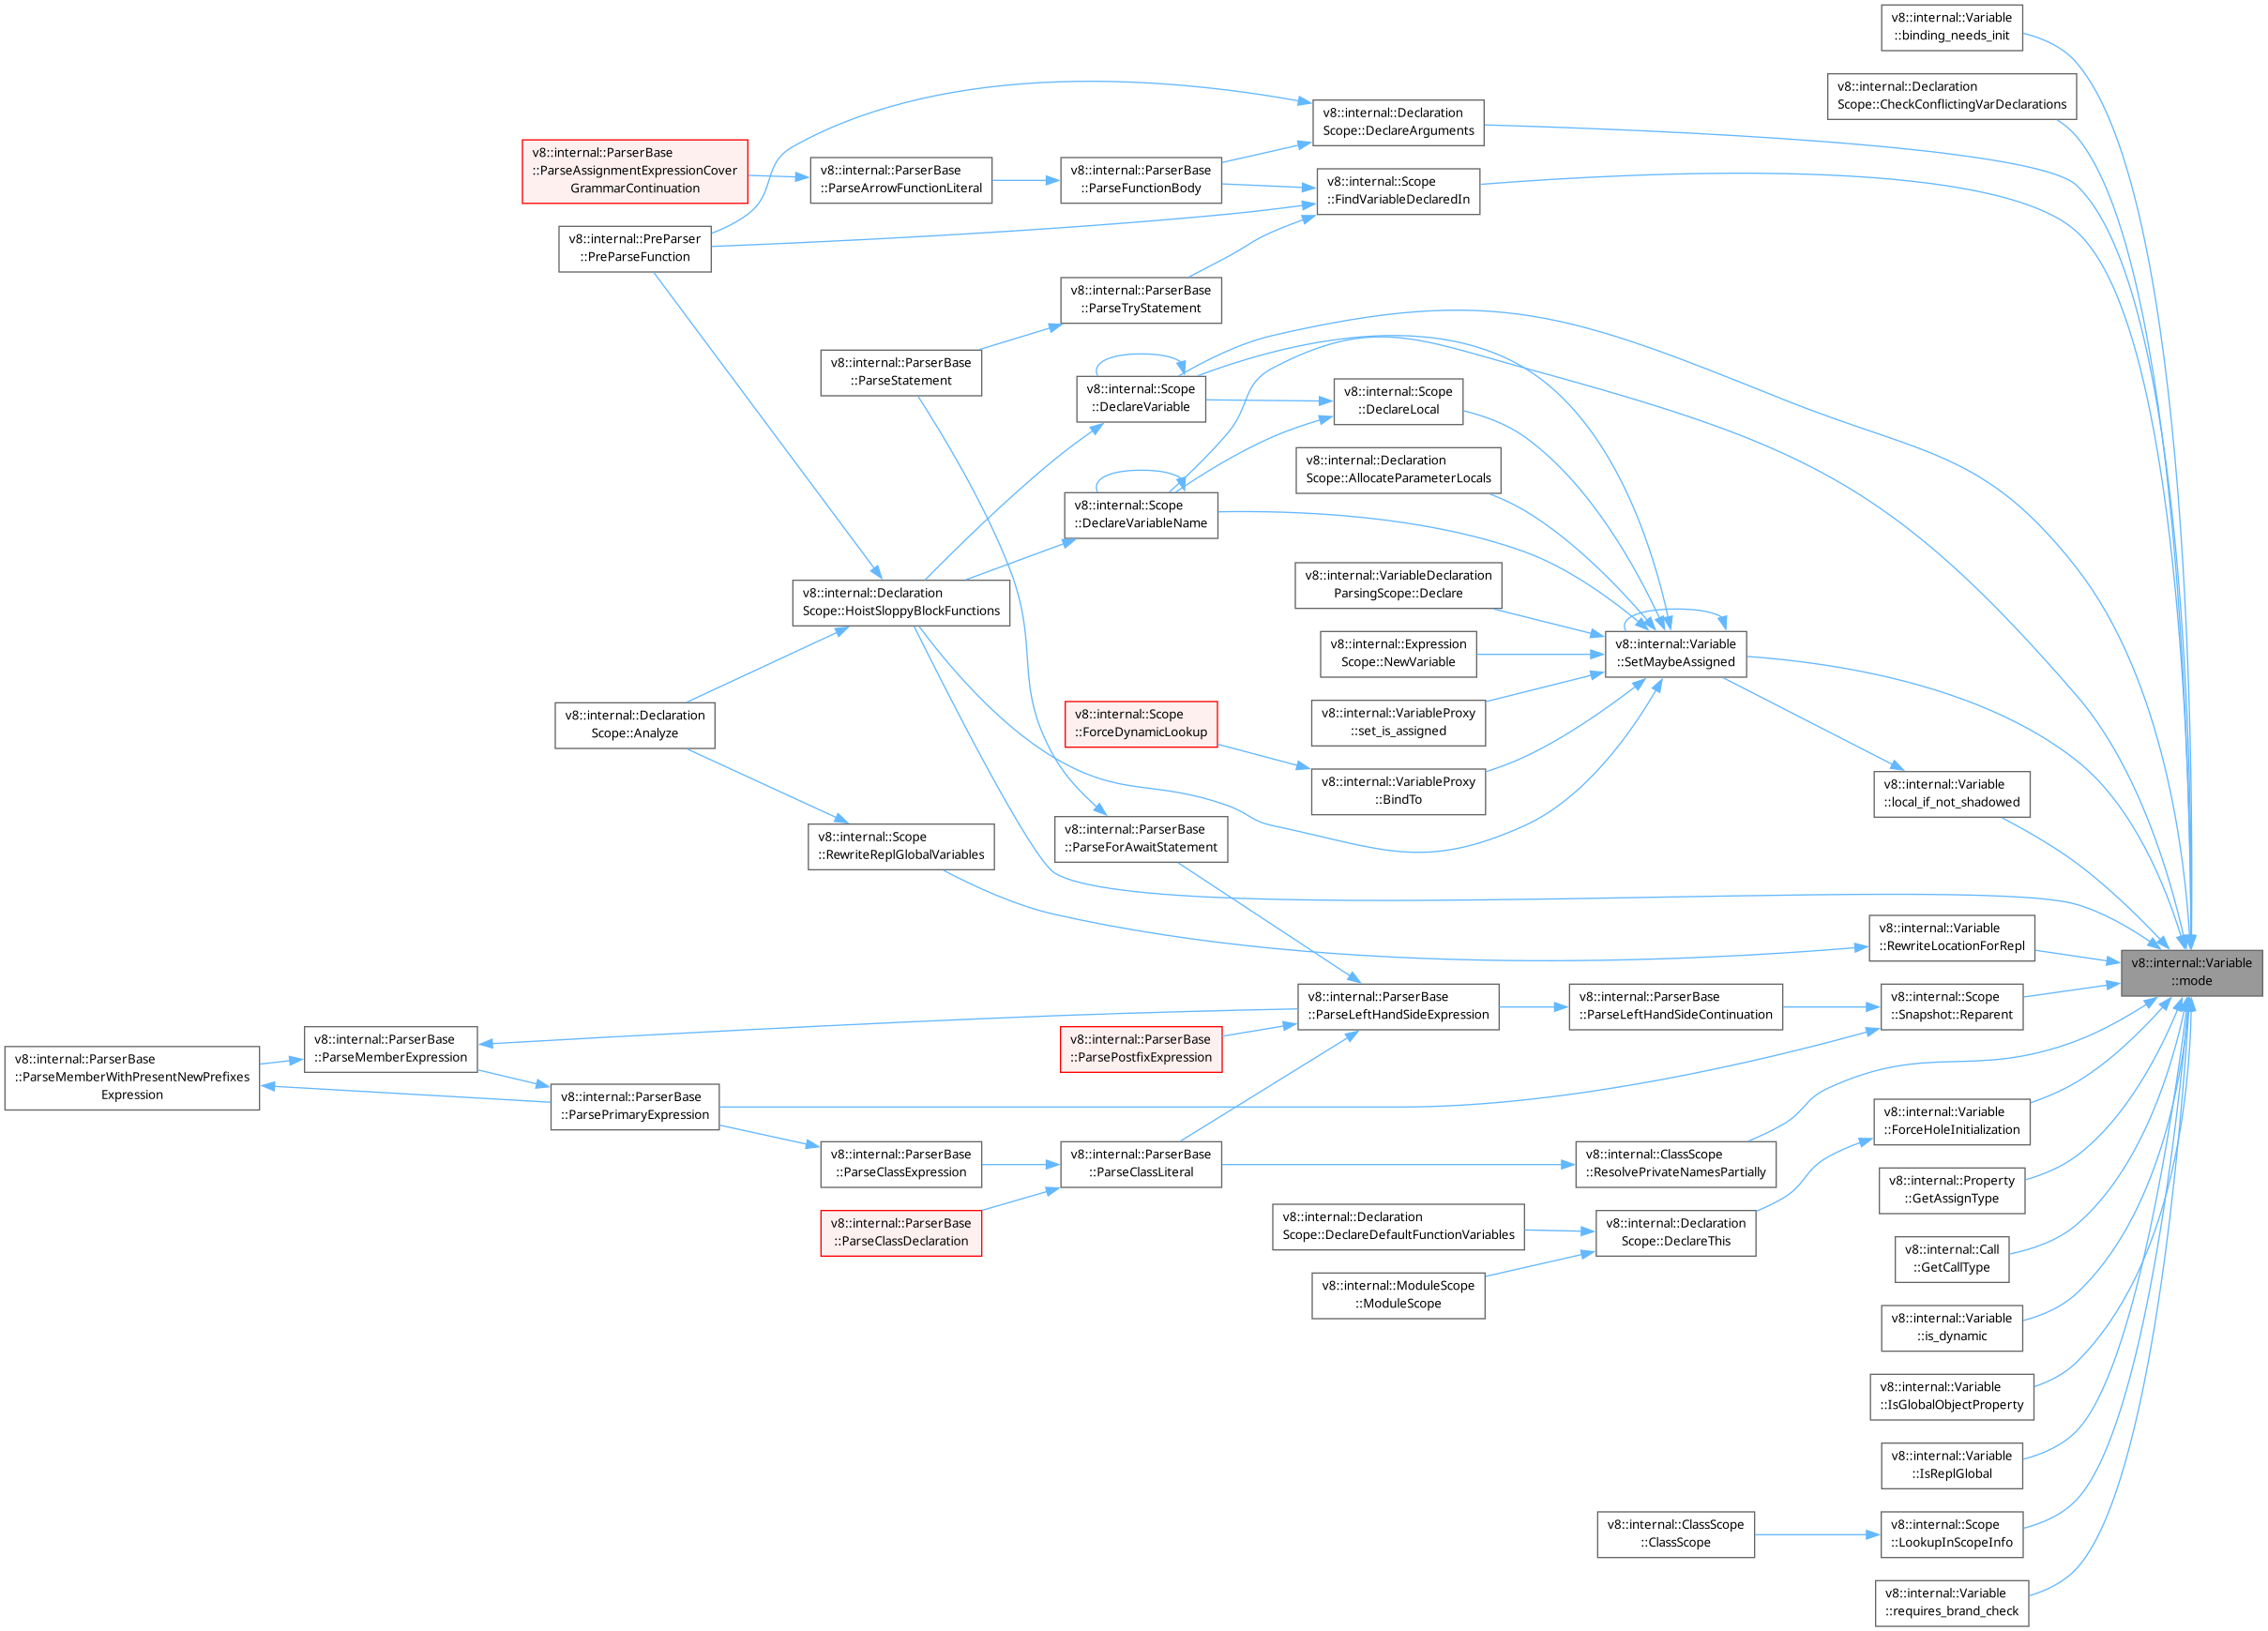 v8::internal::Variable
::binding_needs_init
v8::internal::Declaration
Scope::CheckConflictingVarDeclarations
v8::internal::Declaration
Scope::DeclareArguments
v8::internal::ParserBase
::ParseAssignmentExpressionCover
GrammarContinuation
v8::internal::ParserBase
::ParseArrowFunctionLiteral
v8::internal::ParserBase
::ParseFunctionBody
v8::internal::Scope
::FindVariableDeclaredIn
v8::internal::PreParser
::PreParseFunction
v8::internal::ParserBase
::ParseTryStatement
v8::internal::ParserBase
::ParseStatement
v8::internal::Scope
::DeclareVariable
v8::internal::Scope
::DeclareLocal
v8::internal::Declaration
Scope::AllocateParameterLocals
v8::internal::Scope
::DeclareVariableName
v8::internal::VariableDeclaration
ParsingScope::Declare
v8::internal::Declaration
Scope::HoistSloppyBlockFunctions
v8::internal::Expression
Scope::NewVariable
v8::internal::Variable
::SetMaybeAssigned
v8::internal::Declaration
Scope::Analyze
v8::internal::Scope
::ForceDynamicLookup
v8::internal::VariableProxy
::set_is_assigned
v8::internal::VariableProxy
::BindTo
v8::internal::Variable
::local_if_not_shadowed
v8::internal::Scope
::RewriteReplGlobalVariables
v8::internal::ParserBase
::ParseForAwaitStatement
v8::internal::Variable
::RewriteLocationForRepl
v8::internal::Variable
::mode
v8::internal::ParserBase
::ParseLeftHandSideExpression
v8::internal::ParserBase
::ParseLeftHandSideContinuation
v8::internal::Scope
::Snapshot::Reparent
v8::internal::ParserBase
::ParseMemberWithPresentNewPrefixes
Expression
v8::internal::ParserBase
::ParseMemberExpression
v8::internal::ParserBase
::ParsePostfixExpression
v8::internal::ParserBase
::ParsePrimaryExpression
v8::internal::Variable
::ForceHoleInitialization
v8::internal::ParserBase
::ParseClassExpression
v8::internal::ParserBase
::ParseClassLiteral
v8::internal::ClassScope
::ResolvePrivateNamesPartially
v8::internal::Property
::GetAssignType
v8::internal::ParserBase
::ParseClassDeclaration
v8::internal::Declaration
Scope::DeclareDefaultFunctionVariables
v8::internal::Declaration
Scope::DeclareThis
v8::internal::Call
::GetCallType
v8::internal::ModuleScope
::ModuleScope
v8::internal::Variable
::is_dynamic
v8::internal::Variable
::IsGlobalObjectProperty
v8::internal::Variable
::IsReplGlobal
v8::internal::ClassScope
::ClassScope
v8::internal::Scope
::LookupInScopeInfo
v8::internal::Variable
::requires_brand_check